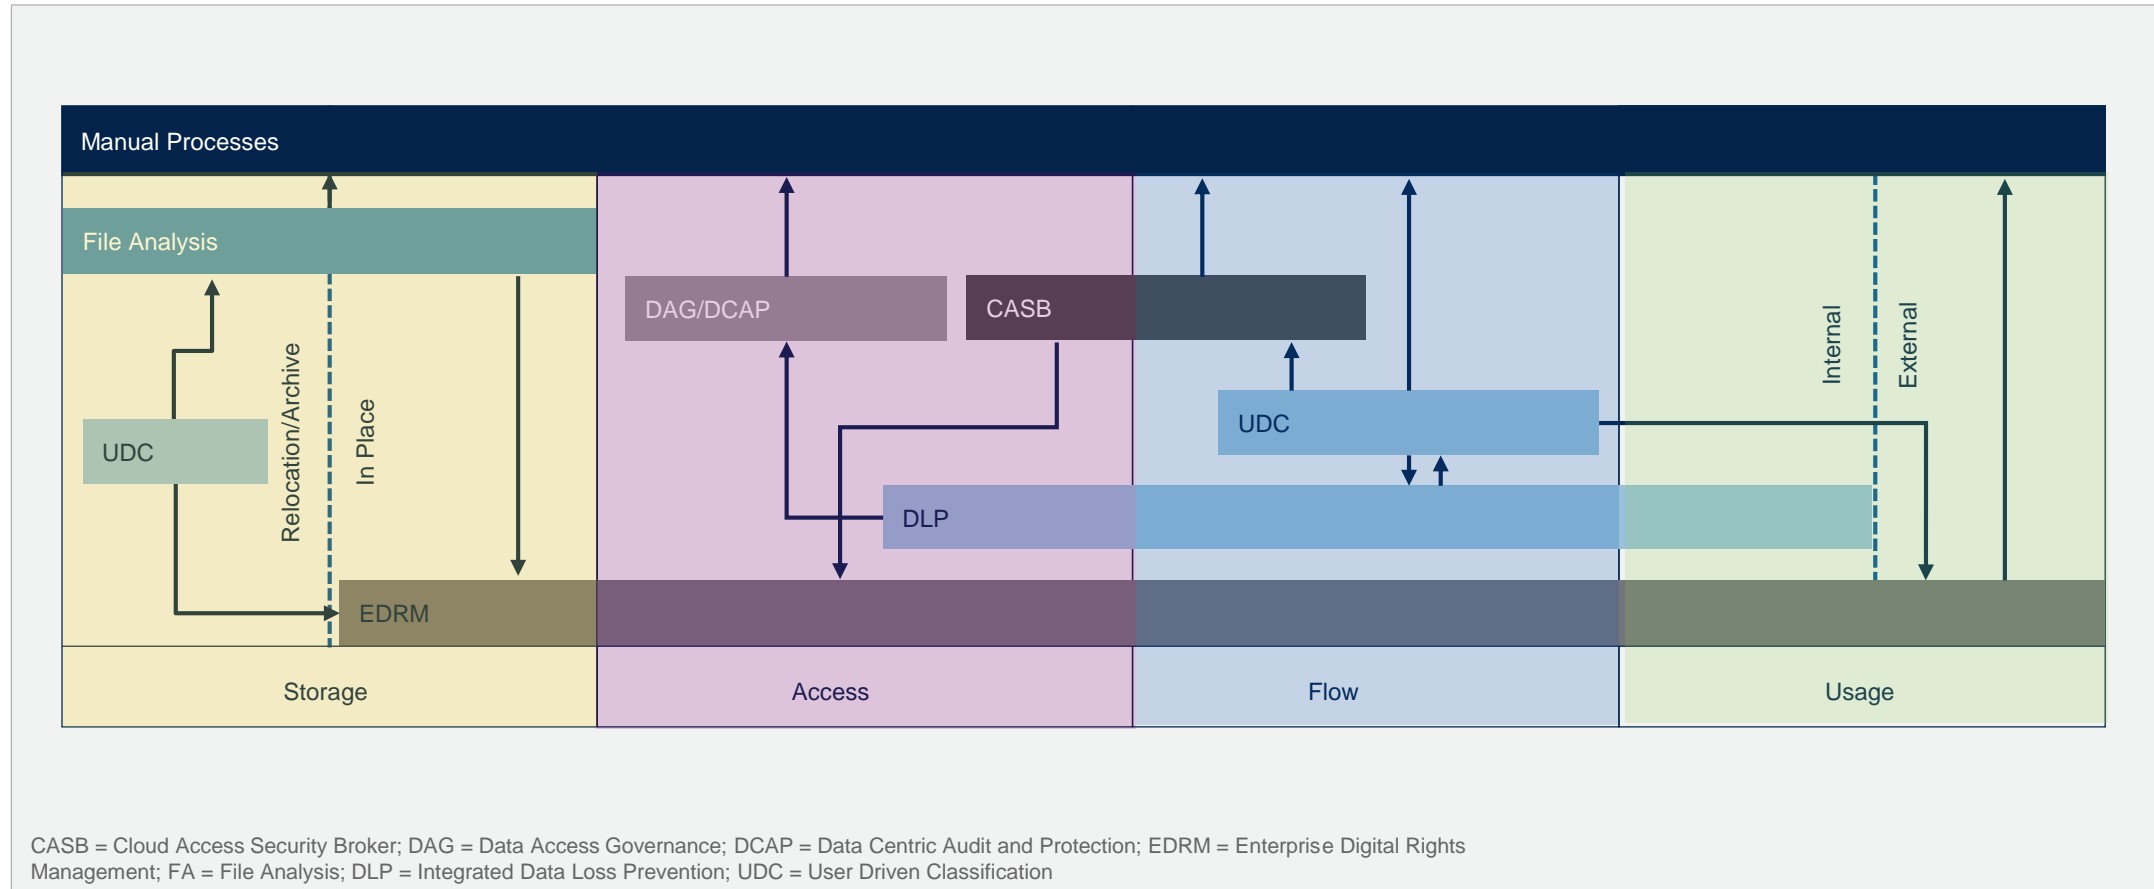 Manual Processes
File Analysis
DAG/DCAP
CASB
Internal
External
Relocation/Archive
In Place
UDC
UDC
DLP
EDRM
Storage
Access
Flow
Usage
CASB = Cloud Access Security Broker; DAG = Data Access Governance; DCAP = Data Centric Audit and Protection; EDRM = Enterprise Digital Rights
Management; FA = File Analysis; DLP = Integrated Data Loss Prevention; UDC = User Driven Classification